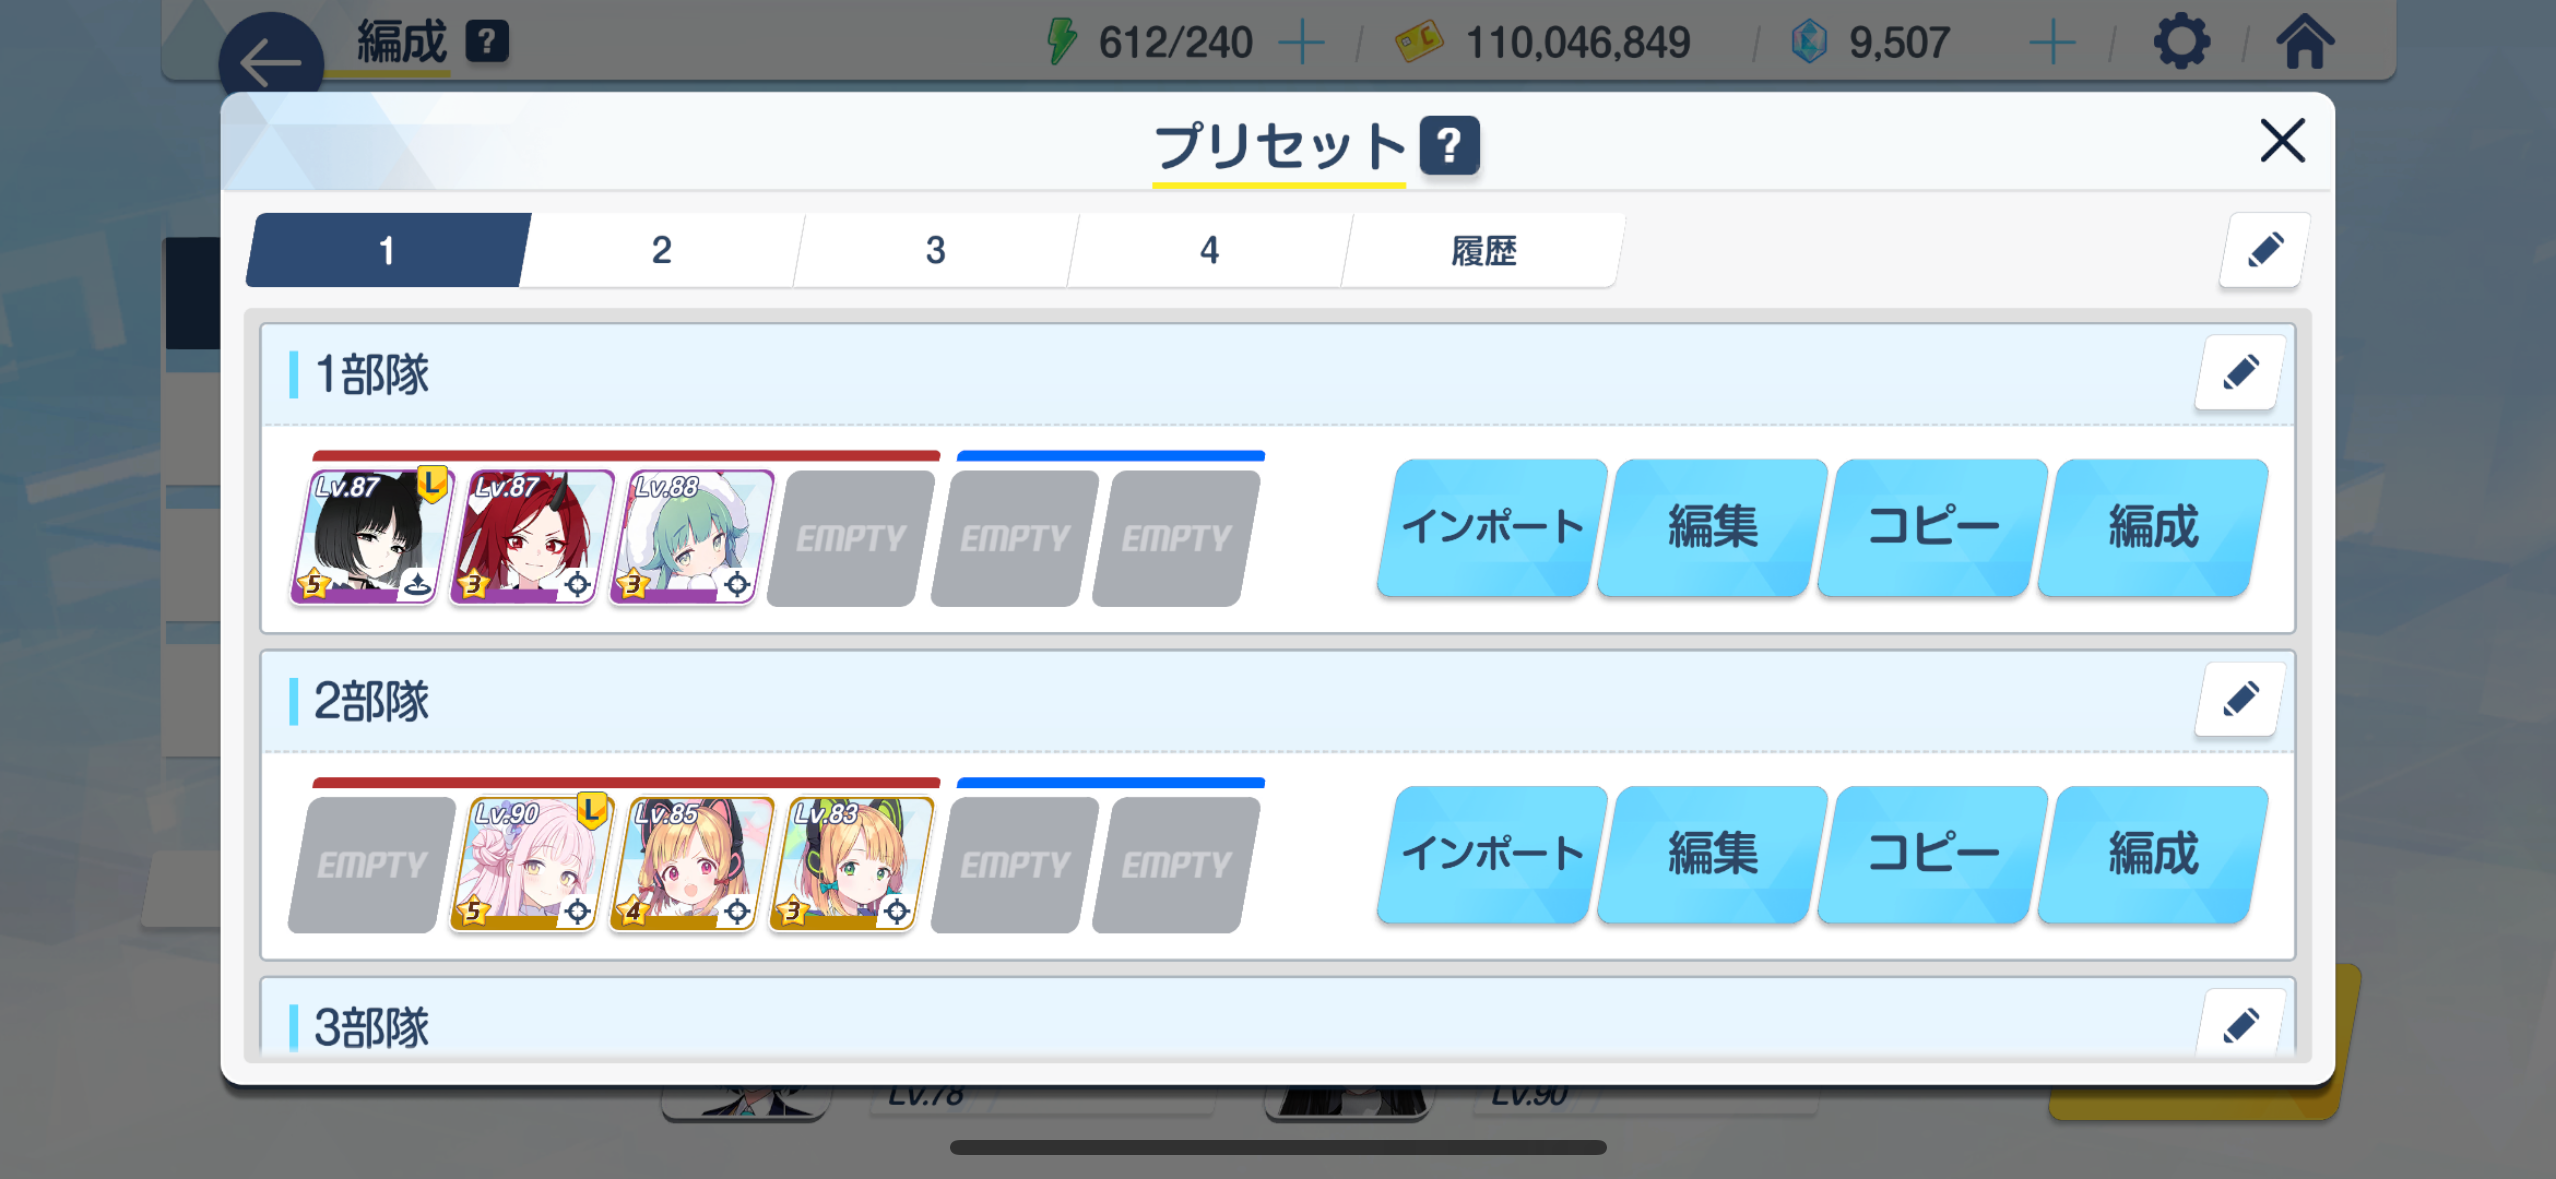 編成 ?
612/240
110,046,849
9,507
プリセット ?
1 2 3 4 履歴
1部隊
Lv.87 L Lv.87 Lv.88
EMPTY EMPTY EMPTY
5 3 3
インポート 編集 コピー 編成
2部隊
Lv.90 L Lv.85 Lv.83
EMPTY EMPTY EMPTY
5 4 3
インポート 編集 コピー 編成
3部隊
Lv.78 Lv.90